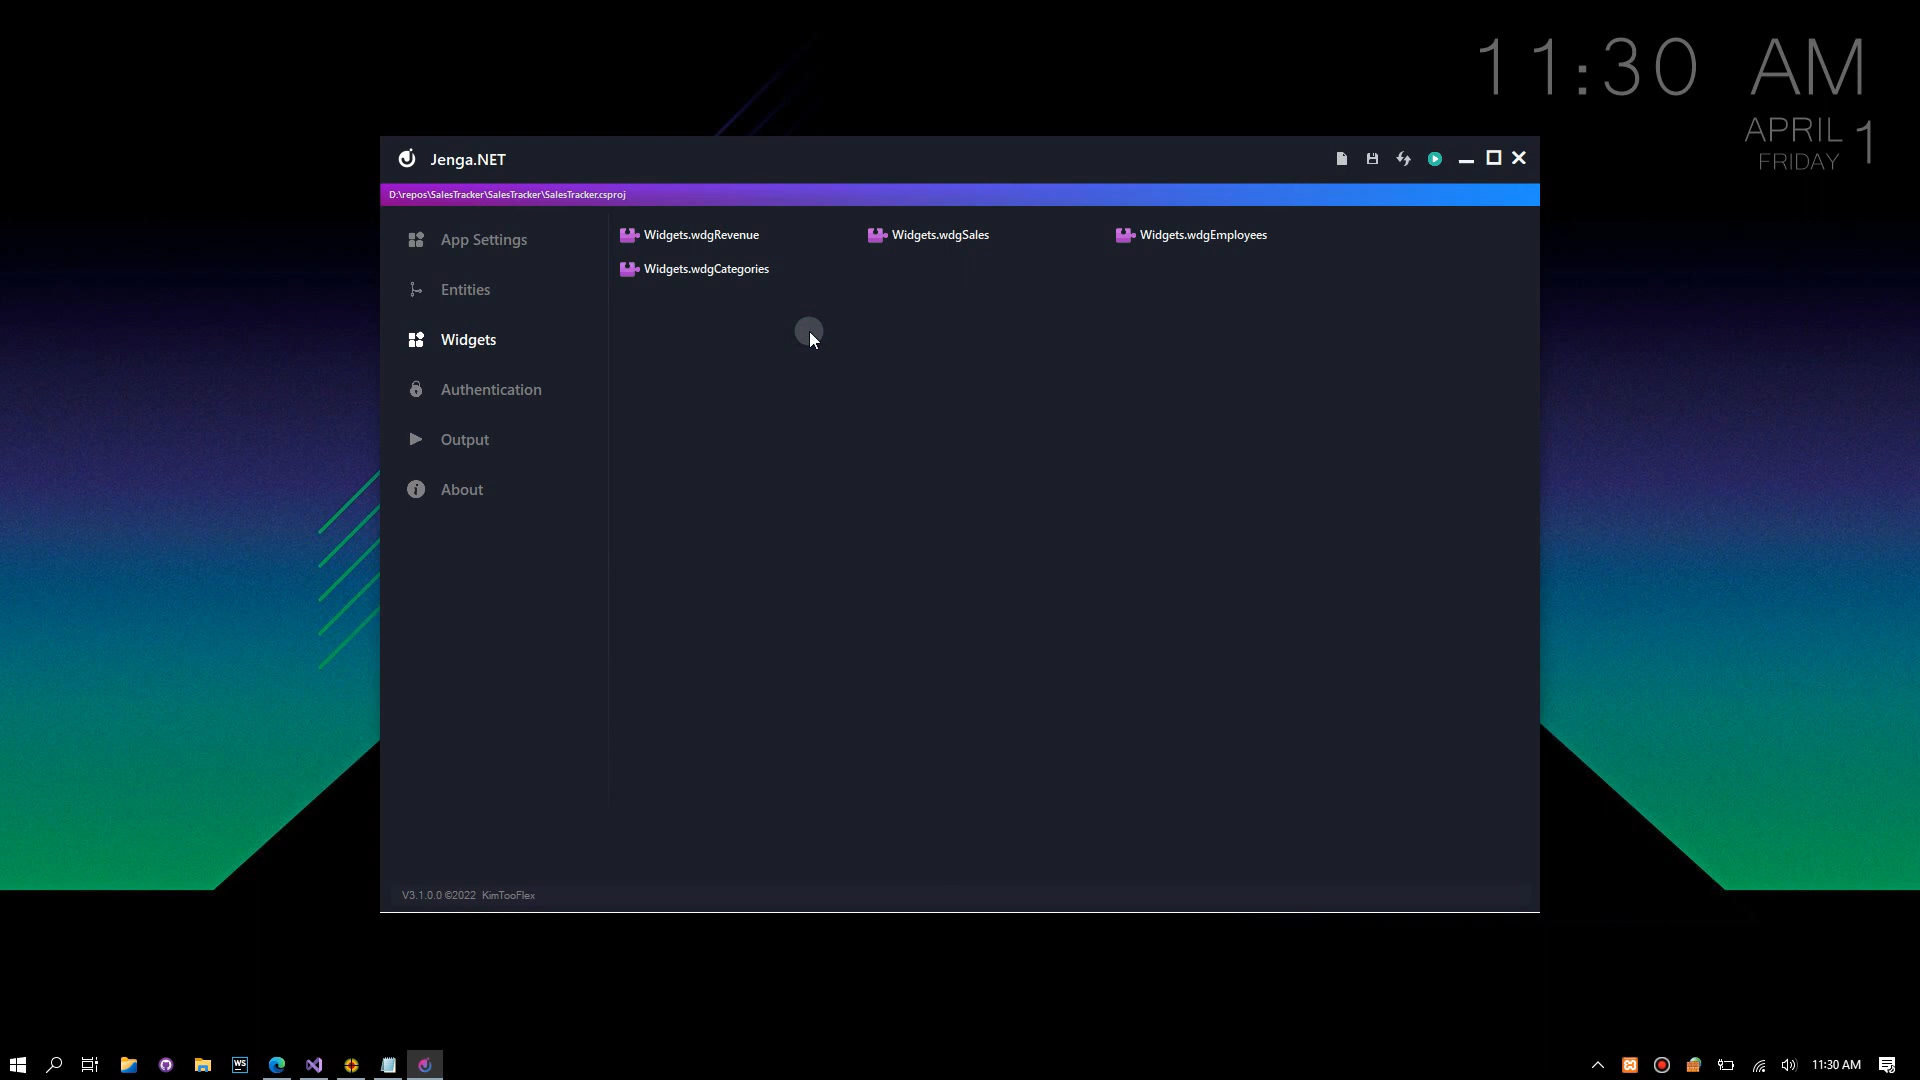 11:30 AM
APRIL 1
FRIDAY
Jenga.NET
D:\repos\SalesTracker\SalesTracker\SalesTracker.csproj
App Settings
Entities
Widgets
Authentication
Output
About
Widgets.wdgRevenue
Widgets.wdgSales
Widgets.wdgEmployees
Widgets.wdgCategories
V3.1.0.0 ©2022 KimTooFlex
WS
11:30 AM